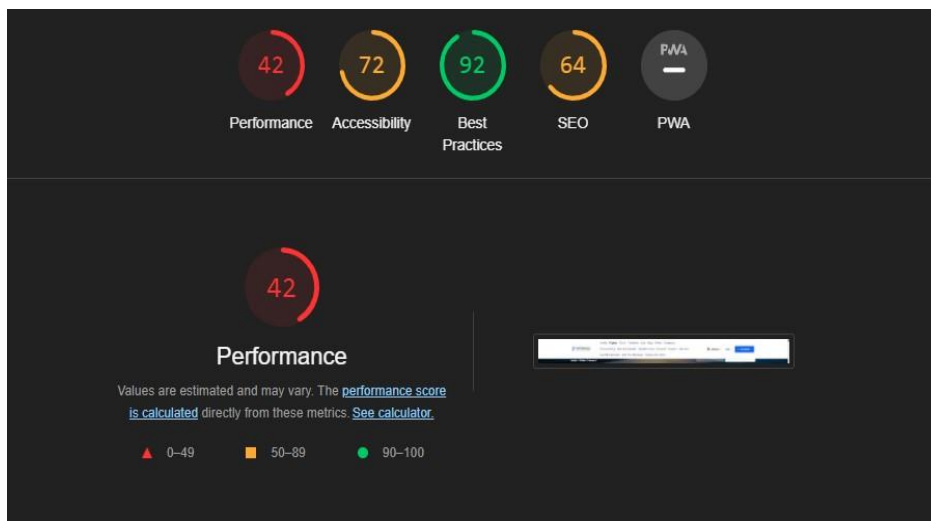 42
72
92
64
PWA
Performance
Accessibility
Best
Practices
SEO
PWA
42
Performance
Values are estimated and may vary. The performance score
is calculated directly from these metrics. See calculator.
0–49
50–89
90–100